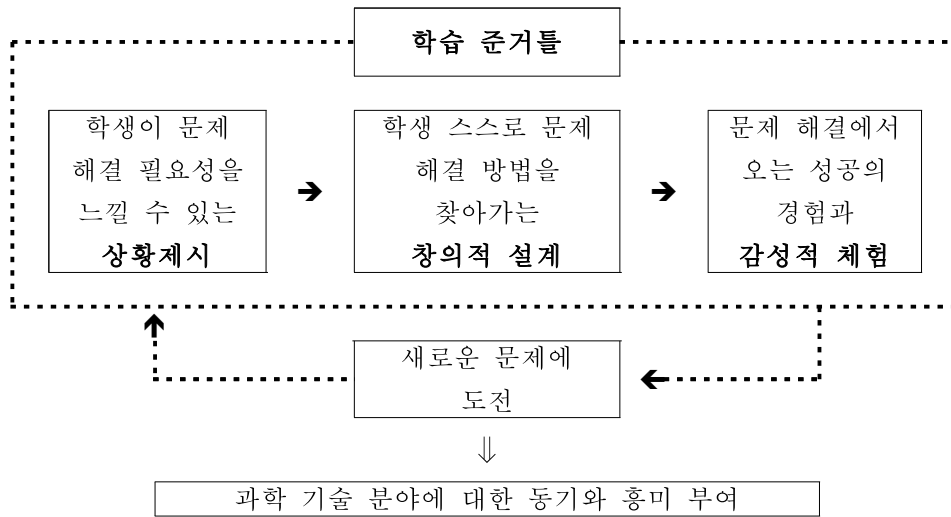 학습 준거틀
학생이 문제
해결 필요성을
느낄 수 있는
상황제시
➔
학생 스스로 문제
해결 방법을
찾아가는
창의적 설계
➔
문제 해결에서
오는 성공의
경험과
감성적 체험
새로운 문제에
도전
⇓
과학 기술 분야에 대한 동기와 흥미 부여